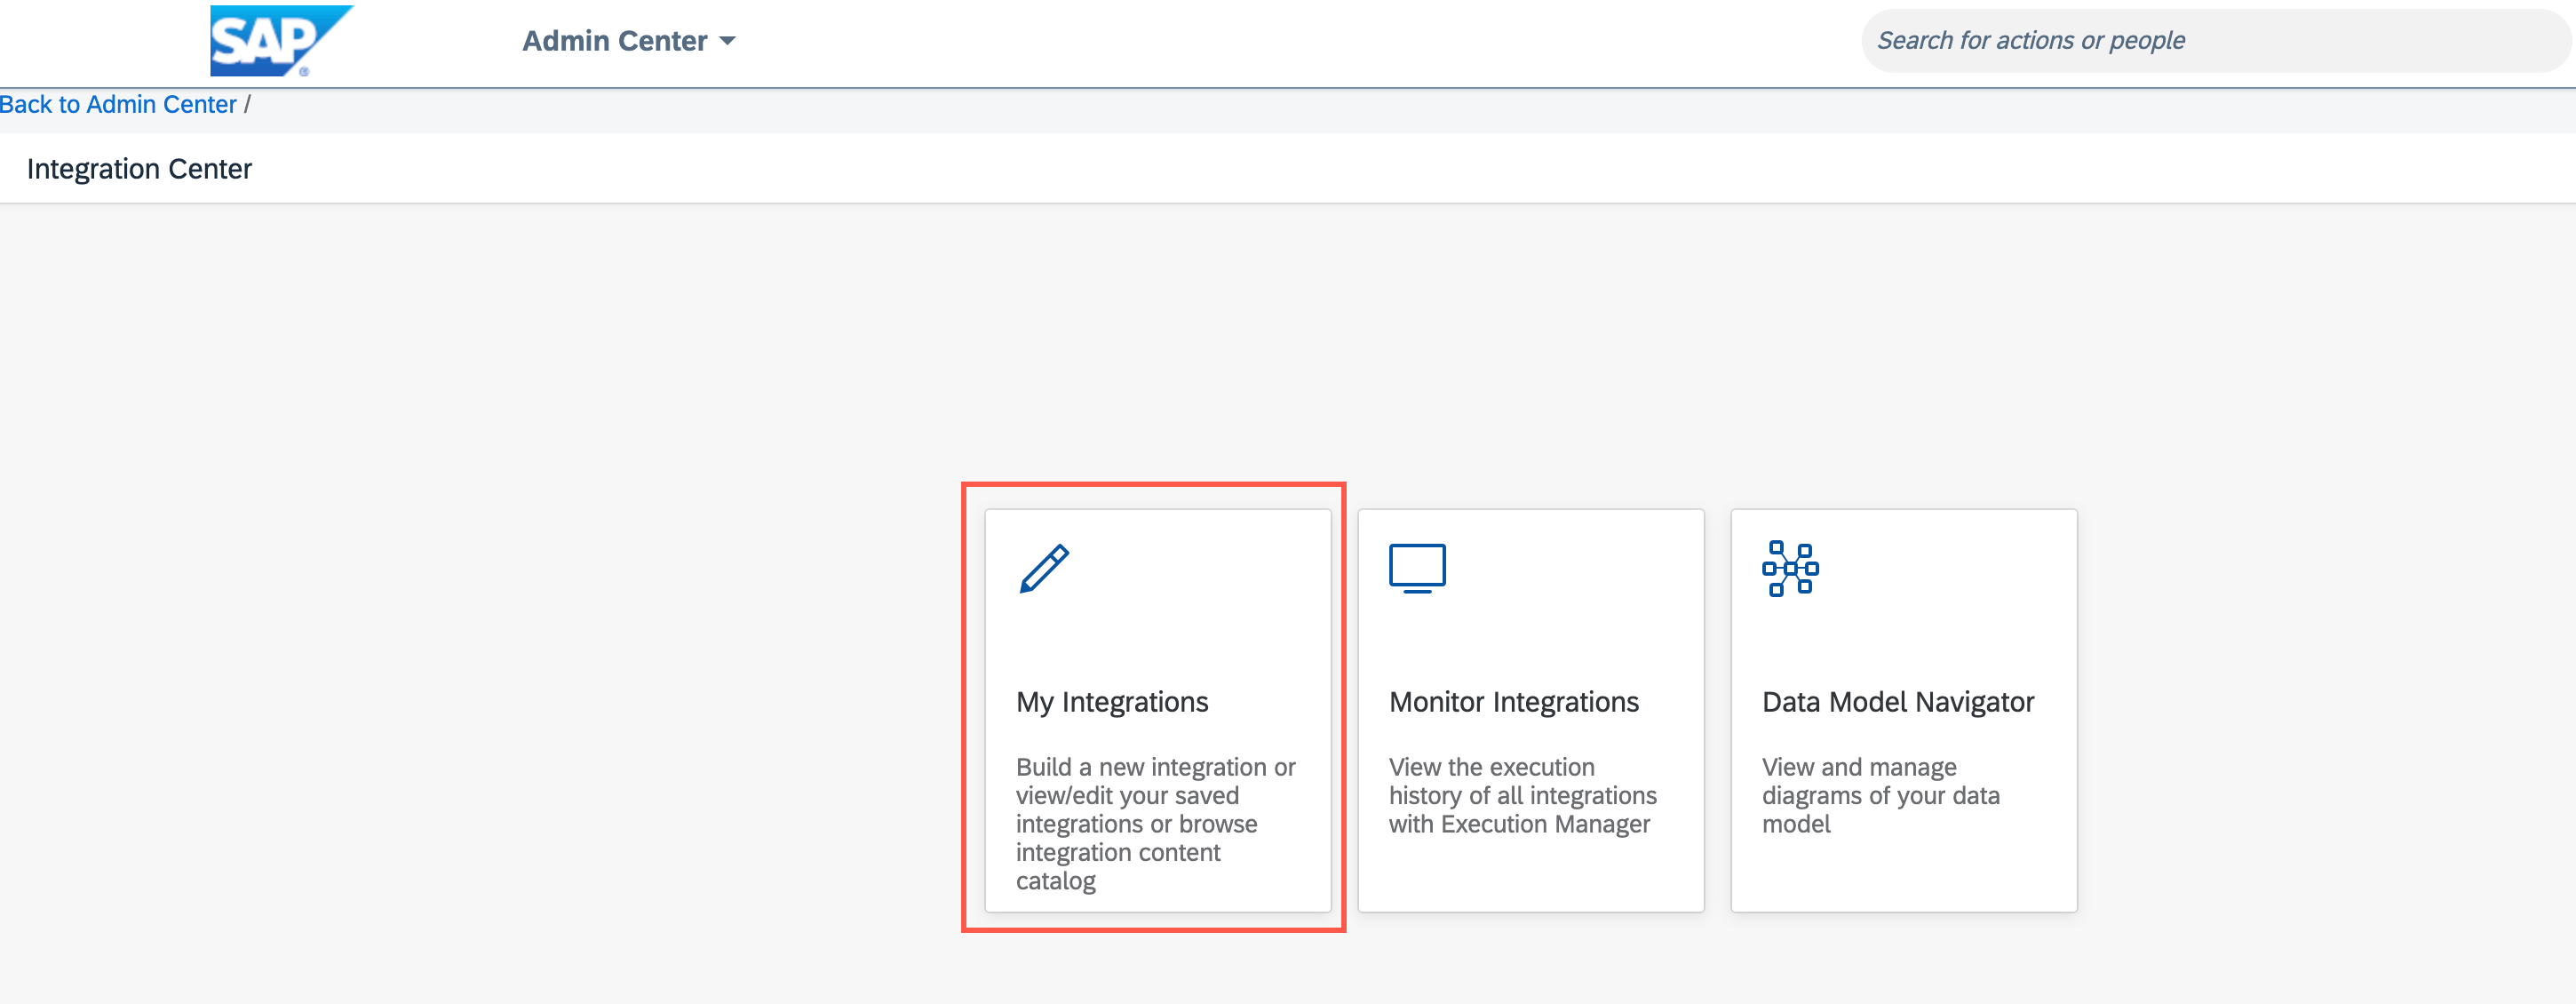 SAP®
Admin Center
Search for actions or people
Back to Admin Center /
Integration Center
My Integrations
Build a new integration or
view/edit your saved
integrations or browse
integration content
catalog
Monitor Integrations
View the execution
history of all integrations
with Execution Manager
Data Model Navigator
View and manage
diagrams of your data
model